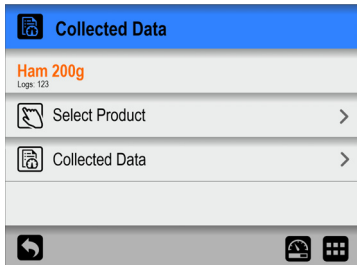 Collected Data
Ham 200g
Logs: 123
Select Product
Collected Data